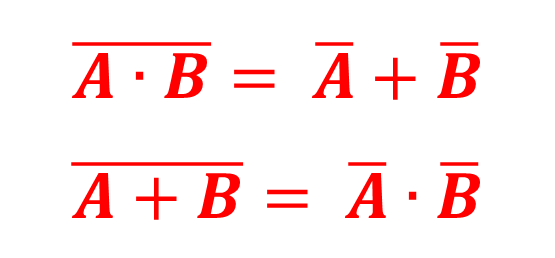 $\overline{A \cdot B} = \overline{A} + \overline{B}$
$\overline{A + B} = \overline{A} \cdot \overline{B}$